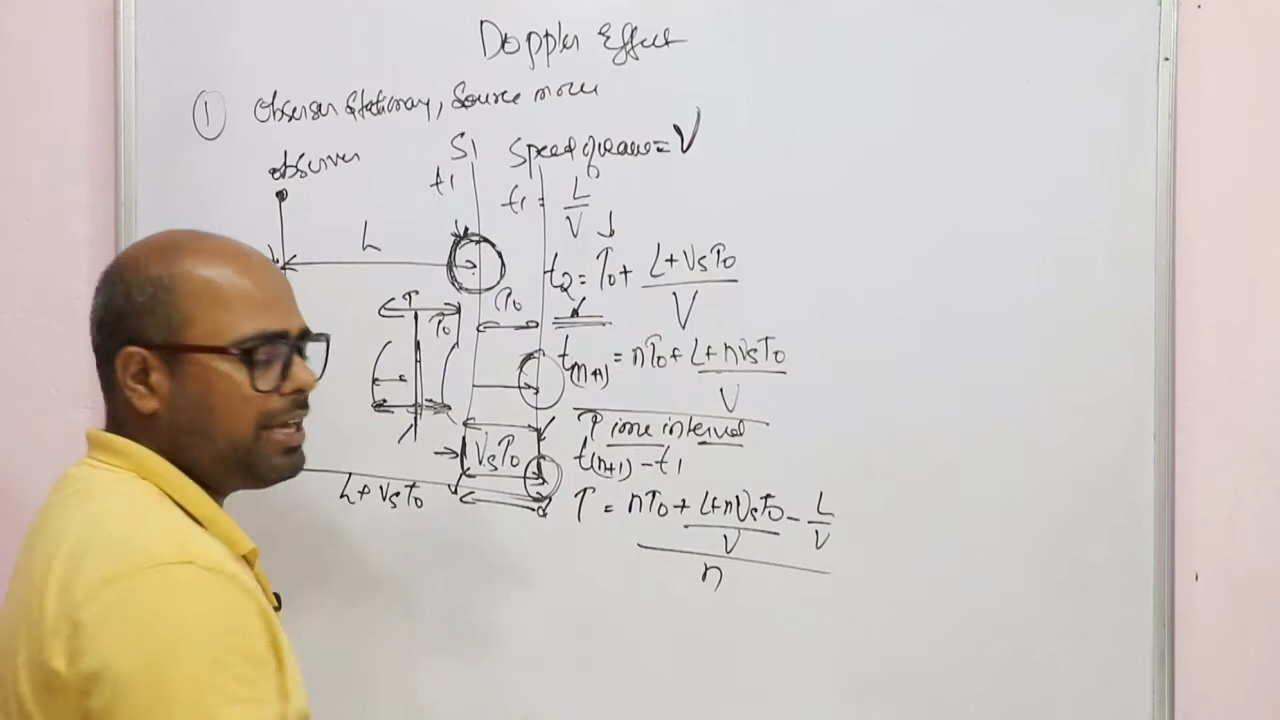 Doppler Effect
① Observer Stationary, Source move
observer
S1
Speed of wave = V
t1
t1 = L/V
L
t2 = T0 + (L+VsT0)/V
T
T0
T0
t(n+1) = nT0 + (L+nVsT0)/V
Time interval
VsT0
t(n+1) - t1
L+VsT0
T = (nT0 + (L+nVsT0)/V - L/V)/n